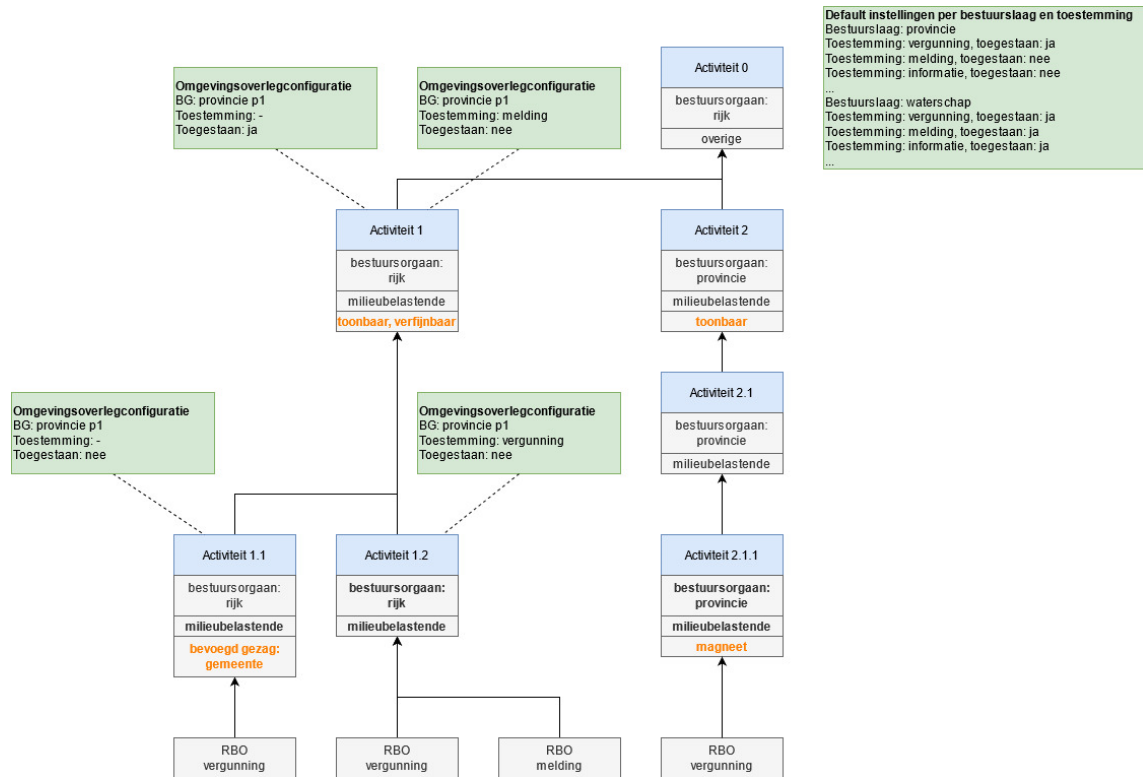 Default instellingen per bestuurslaag en toestemming
Bestuurslaag: provincie
Toestemming: vergunning, toegestaan: ja
Toestemming: melding, toegestaan: nee
Toestemming: informatie, toegestaan: nee
...
Bestuurslaag: waterschap
Toestemming: vergunning, toegestaan: ja
Toestemming: melding, toegestaan: ja
Toestemming: informatie, toegestaan: ja
...
Activiteit 0
bestuursorgaan:
rijk
overige
Omgevingsoverlegconfiguratie
BG: provincie p1
Toestemming: -
Toegestaan: ja
Omgevingsoverlegconfiguratie
BG: provincie p1
Toestemming: melding
Toegestaan: nee
Activiteit 1
bestuursorgaan:
rijk
milieubelastende
toonbaar, verfijnbaar
Activiteit 2
bestuursorgaan:
provincie
milieubelastende
toonbaar
Omgevingsoverlegconfiguratie
BG: provincie p1
Toestemming: -
Toegestaan: nee
Omgevingsoverlegconfiguratie
BG: provincie p1
Toestemming: vergunning
Toegestaan: nee
Activiteit 2.1
bestuursorgaan:
provincie
milieubelastende
Activiteit 1.1
bestuursorgaan:
rijk
milieubelastende
bevoegd gezag:
gemeente
Activiteit 1.2
bestuursorgaan:
rijk
milieubelastende
Activiteit 2.1.1
bestuursorgaan:
provincie
milieubelastende
magneet
RBO
vergunning
RBO
vergunning
RBO
melding
RBO
vergunning